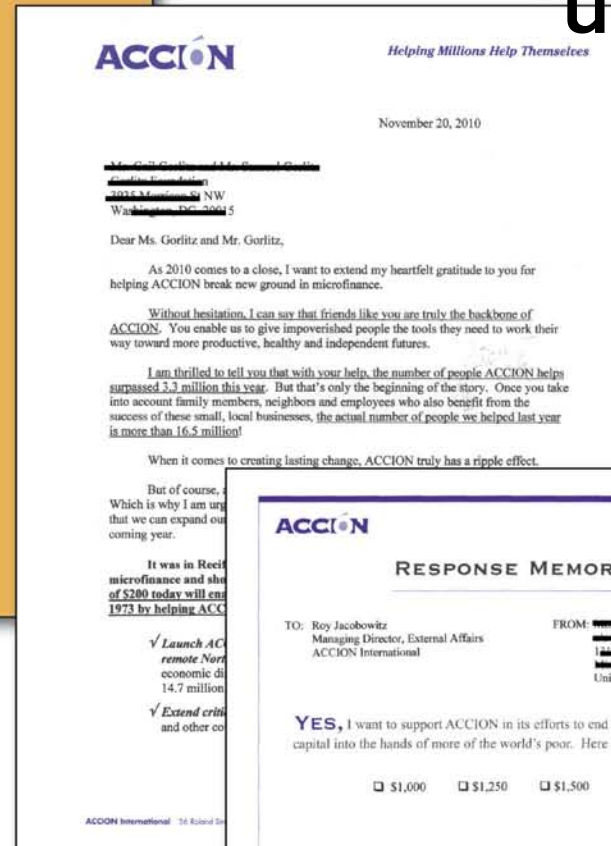 u
ACCIÓN
Helping Millions Help Themselves
November 20, 2010
NW
Dear Ms. Gorlitz and Mr. Gorlitz,
As 2010 comes to a close, I want to extend my heartfelt gratitude to you for
helping ACCION break new ground in microfinance.
Without hesitation, I can say that friends like you are truly the backbone of
ACCION. You enable us to give impoverished people the tools they need to work their
way toward more productive, healthy and independent futures.
I am thrilled to tell you that with your help, the number of people ACCION helps
surpassed 3.3 million this year. But that's only the beginning of the story. Once you take
into account family members, neighbors and employees who also benefit from the
success of these small, local businesses, the actual number of people we helped last year
is more than 16.5 million!
When it comes to creating lasting change, ACCION truly has a ripple effect.
But of course,
Which is why I am urg
that we can expand our
coming year.
It was in Recif
microfinance and sho
of $200 today will ena
1973 by helping ACC
√ Launch AC
remote Nort
economic di
14.7 million
√ Extend criti
and other co
ACCION International 56 Roland
ACCIÓN
RESPONSE MEMOR
TO: Roy Jacobowitz
Managing Director, External Affairs
ACCION International
FROM:
Uni
YES, I want to support ACCION in its efforts to end
capital into the hands of more of the world's poor. Here
❑ $1,000 ❑ $1,250 ❑ $1,500